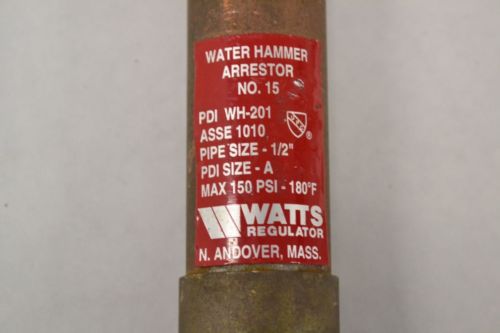 WATER HAMMER
ARRESTOR
NO. 15
PDI WH-201
ASSE 1010
PIPE SIZE - 1/2"
PDI SIZE - A
MAX 150 PSI - 180°F
WATTS
REGULATOR
N. ANDOVER, MASS.